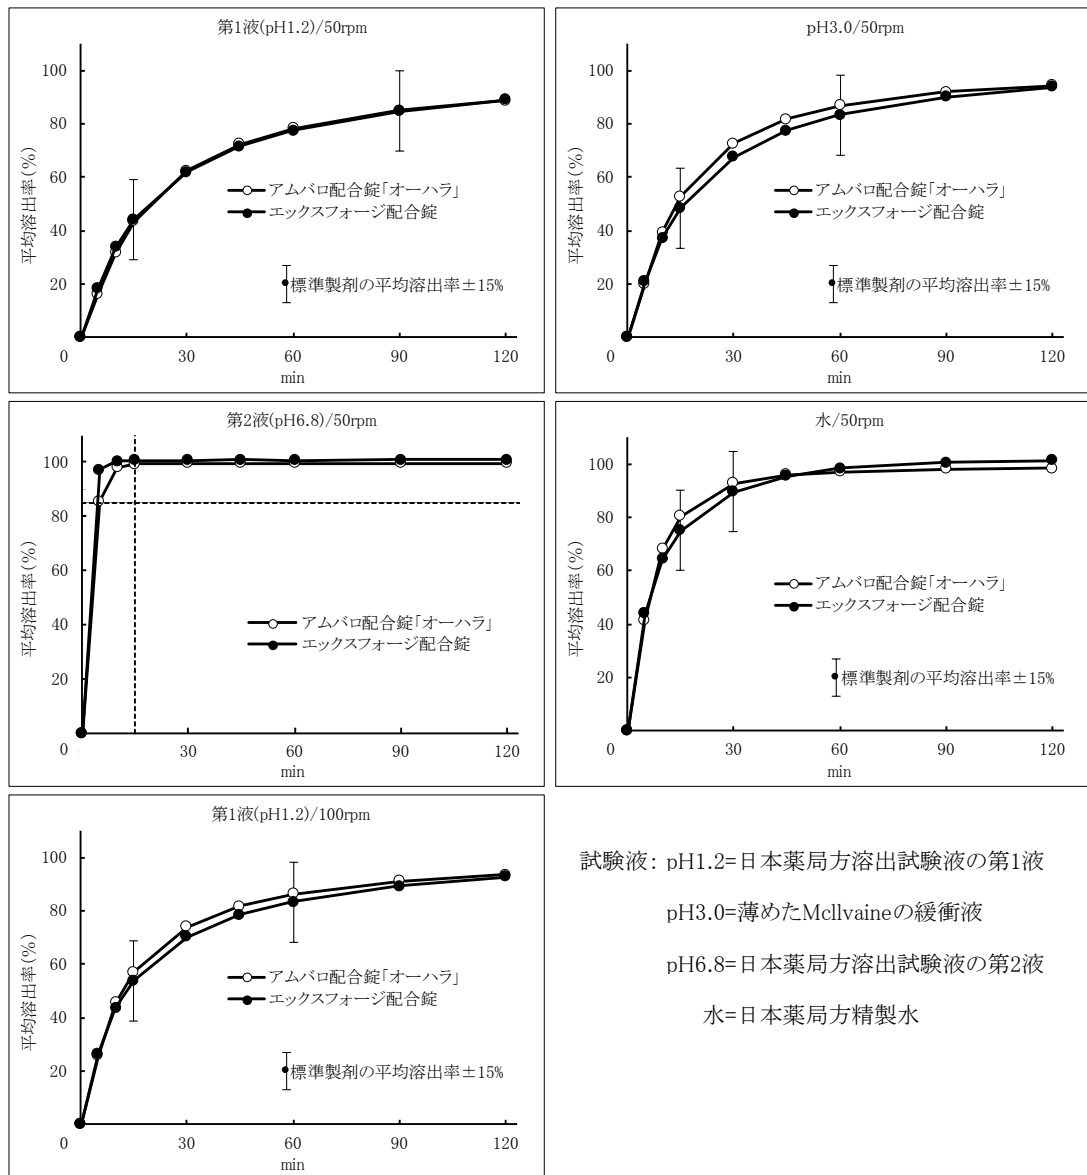 第1液(pH1.2)/50rpm
平均溶出率(%)
100
80
60
40
20
0
30
60
90
120
min
アムバロ配合錠「オーハラ」
エックスフォージ配合錠
標準製剤の平均溶出率±15%
pH3.0/50rpm
平均溶出率(%)
100
80
60
40
20
0
30
60
90
120
min
アムバロ配合錠「オーハラ」
エックスフォージ配合錠
標準製剤の平均溶出率±15%
第2液(pH6.8)/50rpm
平均溶出率(%)
100
80
60
40
20
0
30
60
90
120
min
アムバロ配合錠「オーハラ」
エックスフォージ配合錠
水/50rpm
平均溶出率(%)
100
80
60
40
20
0
30
60
90
120
min
アムバロ配合錠「オーハラ」
エックスフォージ配合錠
標準製剤の平均溶出率±15%
第1液(pH1.2)/100rpm
平均溶出率(%)
100
80
60
40
20
0
30
60
90
120
min
アムバロ配合錠「オーハラ」
エックスフォージ配合錠
標準製剤の平均溶出率±15%
試験液: pH1.2=日本薬局方溶出試験液の第1液
pH3.0=薄めたMcllvaineの緩衝液
pH6.8=日本薬局方溶出試験液の第2液
水=日本薬局方精製水